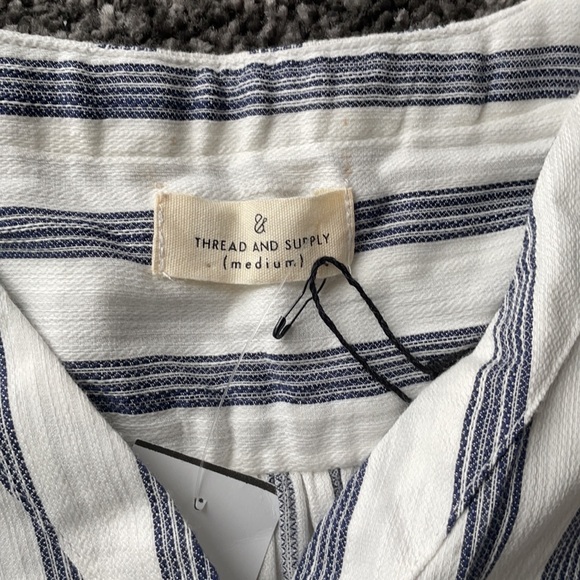 &
THREAD AND SUPPLY
(medium)